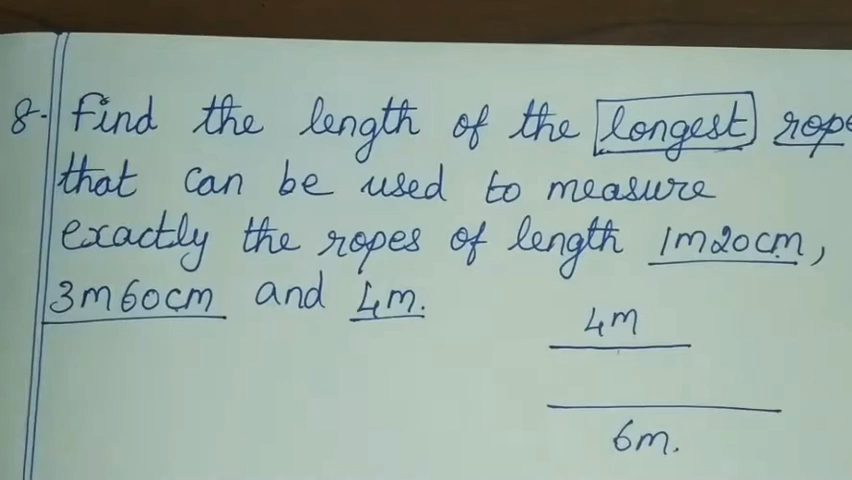 8. Find the length of the longest rope
that can be used to measure
exactly the ropes of length 1m20cm,
3m60cm and 4m.
4m
6m.